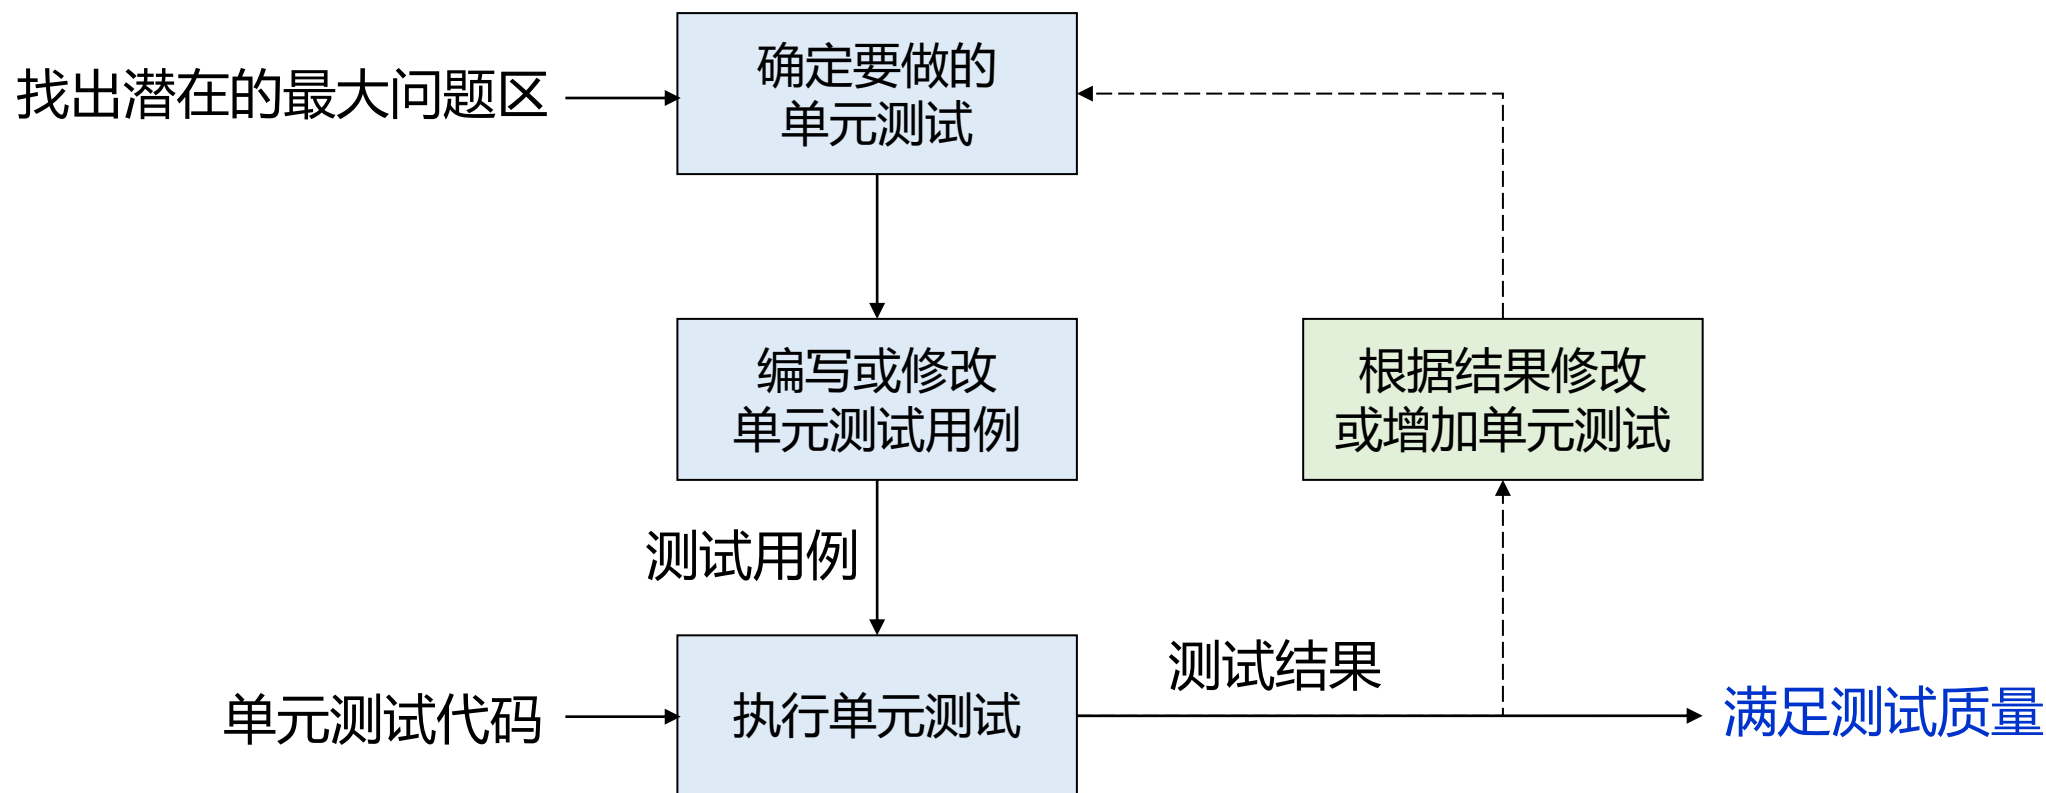 找出潜在的最大问题区
确定要做的
单元测试
编写或修改
单元测试用例
根据结果修改
或增加单元测试
测试用例
单元测试代码
执行单元测试
测试结果
满足测试质量